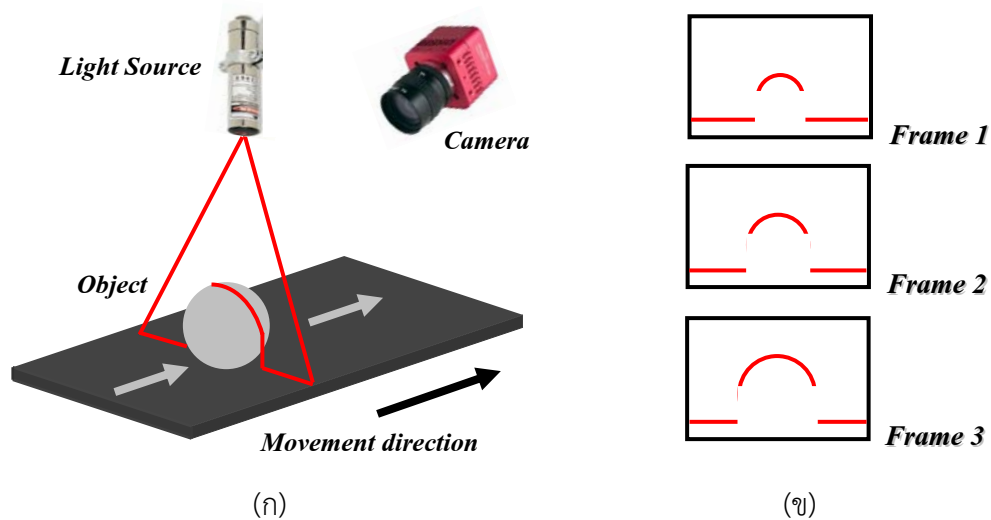 Light Source
Camera
Object
Movement direction
(ก)
Frame 1
Frame 2
Frame 3
(ข)